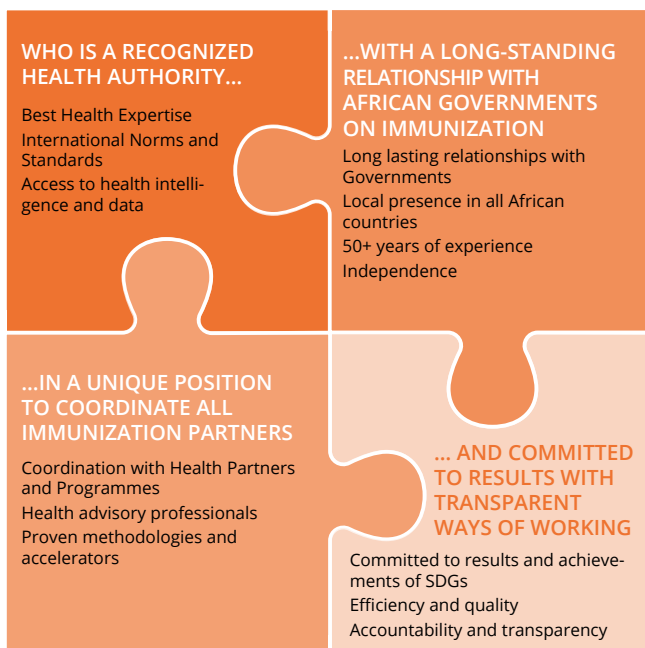 WHO IS A RECOGNIZED
HEALTH AUTHORITY...
Best Health Expertise
International Norms and
Standards
Access to health intelli-
gence and data
...WITH A LONG-STANDING
RELATIONSHIP WITH
AFRICAN GOVERNMENTS
ON IMMUNIZATION
Long lasting relationships with
Governments
Local presence in all African
countries
50+ years of experience
Independence
...IN A UNIQUE POSITION
TO COORDINATE ALL
IMMUNIZATION PARTNERS
Coordination with Health Partners
and Programmes
Health advisory professionals
Proven methodologies and
accelerators
... AND COMMITTED
TO RESULTS WITH
TRANSPARENT
WAYS OF WORKING
Committed to results and achieve-
ments of SDGs
Efficiency and quality
Accountability and transparency